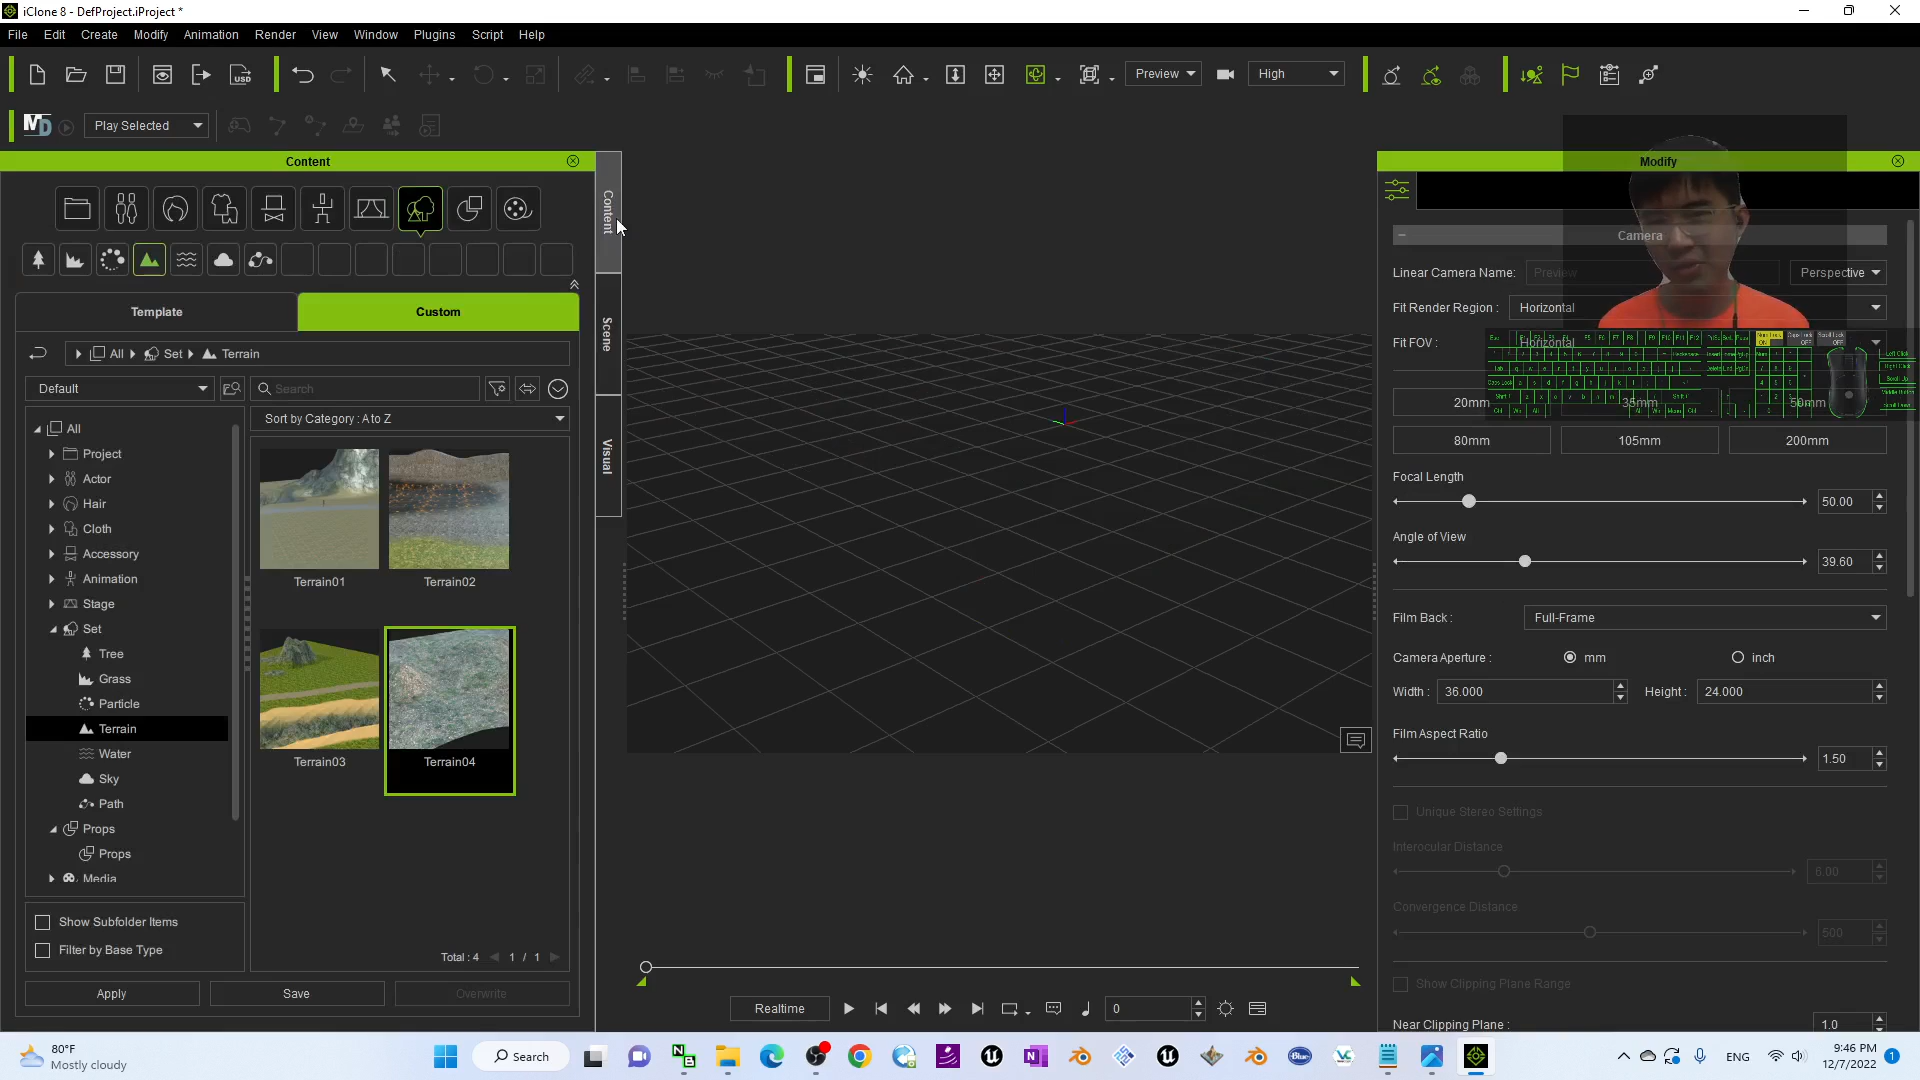 iClone 8 - DefProject.iProject *
File Edit Create Modify Animation Render View Window Plugins Script Help
Preview High
Play Selected
Content
Modify
Content
Scene
Visual
Template Custom
All Set Terrain
Default Search
Sort by Category : A to Z
All
Project
Actor
Hair
Cloth
Accessory
Animation
Stage
Set
Tree
Grass
Particle
Terrain
Water
Sky
Path
Props
Props
Media
Terrain01
Terrain02
Terrain03
Terrain04
Show Subfolder Items
Filter by Base Type
Total : 4 1 / 1
Apply Save Overwrite
Camera
Linear Camera Name: Preview Perspective
Fit Render Region : Horizontal
Fit FOV : Horizontal
20mm 35mm 50mm
80mm 105mm 200mm
Focal Length
50.00
Angle of View
39.60
Film Back : Full-Frame
Camera Aperture : mm inch
Width : 36.000 Height : 24.000
Film Aspect Ratio
1.50
Unique Stereo Settings
Interocular Distance
6.00
Convergence Distance
500
Show Clipping Plane Range
Near Clipping Plane : 1.0
Realtime 0
80°F
Mostly cloudy
Search
ENG
9:46 PM
12/7/2022
1